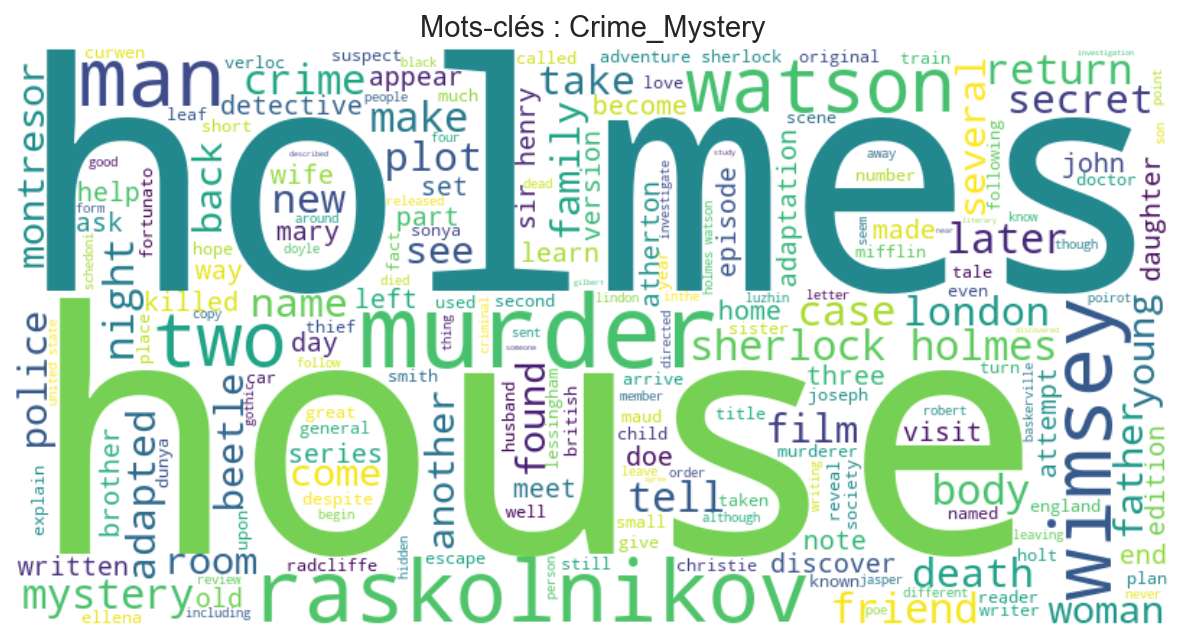 Mots-clés : Crime_Mystery
curwen
verloc
suspect
black
called
adventure sherlock
original
train
investigation
man
crime
appear
take
love
watson
several
return
leaf
detective
people
much
become
secret
point
montresor
short
make
henry
family
scene
son
holmes
good
described
four
plot
sir
version
study
away
following
john
help
back
wife
new
set
dead
investigate
adaptation
number
doctor
form
fortunato
released
part
episode
literary
daughter
ask
around
mary
sonya
see
learn
atherton
holmes watson
seem
made
near
know
schedoni
hope
doyle
fact
year
mifflin
later
though
night
way
died
gilbert
tale
killed
name
left
used
second
lindon
inthe
luzhin
letter
even
poirot
police
place
copy
two
thief
day
thing
criminal
murder
sent
directed
home
sister
case
london
discovered
united state
follow
someone
sherlock holmes
wimsey
young
beetle
car
gothic
smith
husband
found
british
lessingham
arrive
member
three
joseph
turn
baskerville
attempt
house
great
general
series
come
despite
begin
another
maud
child
doe
title
film
robert
visit
father
edition
explain
brother
adapted
dunya
meet
well
leave
order
agree
tell
taken
murderer
writing
reveal
society
body
named
england
written
room
upon
radcliffe
hidden
escape
still
small
give
although
note
discover
leaving
holt
end
mystery
review
old
including
ellena
raskolnikov
person
christie
known
jasper
death
different
friend
poe
reader
writer
plan
never
woman